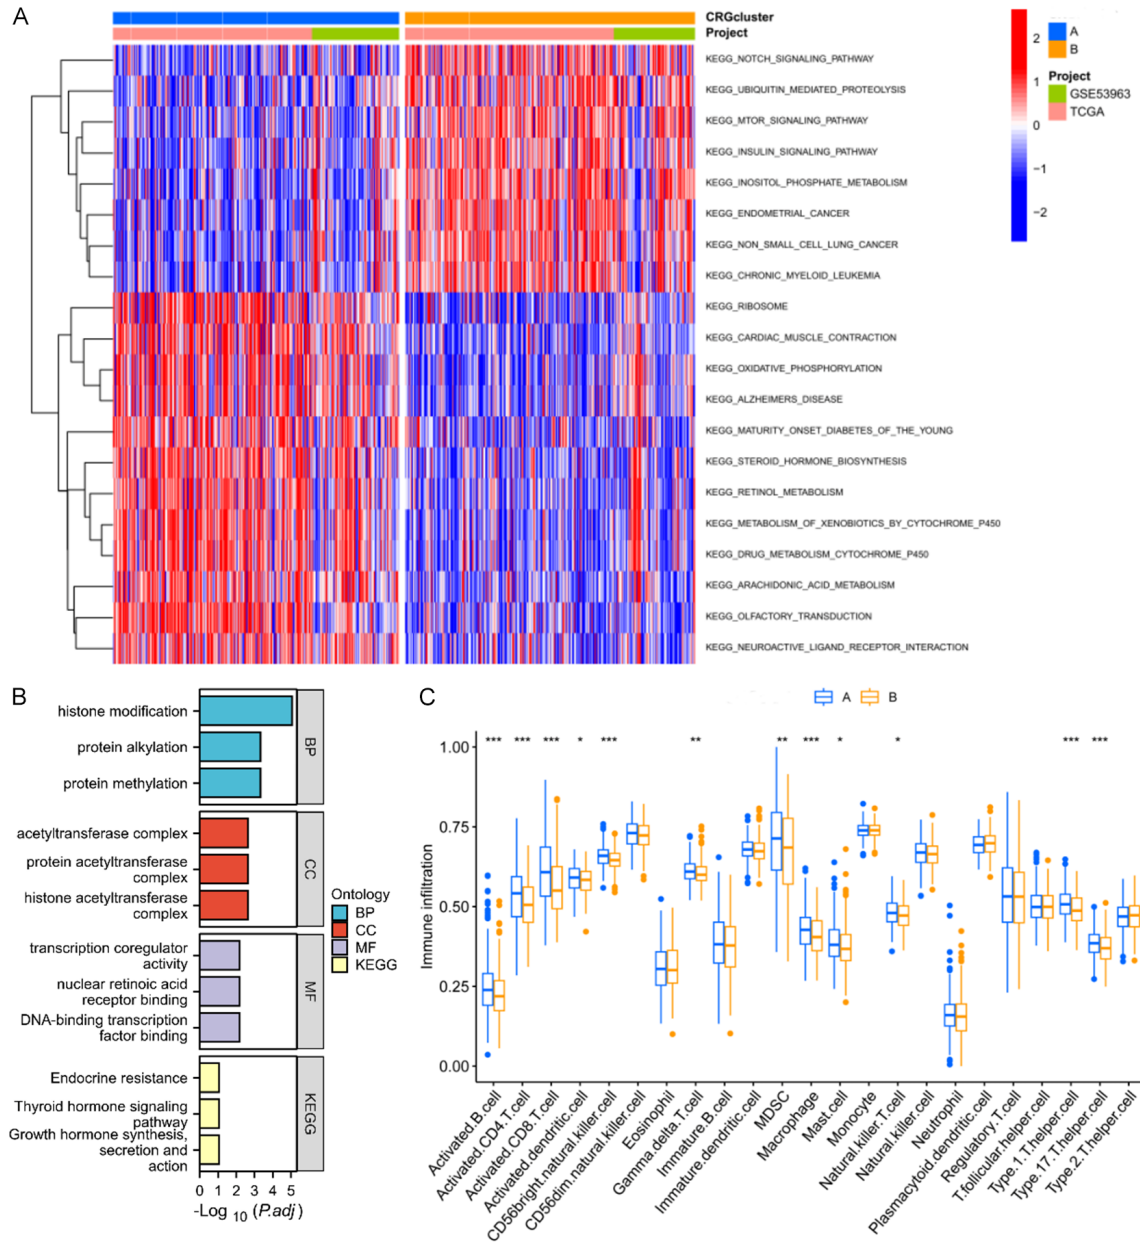 A
CRGcluster
Project
KEGG_NOTCH_SIGNALING_PATHWAY
KEGG_UBIQUITIN_MEDIATED_PROTEOLYSIS
KEGG_MTOR_SIGNALING_PATHWAY
KEGG_INSULIN_SIGNALING_PATHWAY
KEGG_INOSITOL_PHOSPHATE_METABOLISM
KEGG_ENDOMETRIAL_CANCER
KEGG_NON_SMALL_CELL_LUNG_CANCER
KEGG_CHRONIC_MYELOID_LEUKEMIA
KEGG_RIBOSOME
KEGG_CARDIAC_MUSCLE_CONTRACTION
KEGG_OXIDATIVE_PHOSPHORYLATION
KEGG_ALZHEIMERS_DISEASE
KEGG_MATURITY_ONSET_DIABETES_OF_THE_YOUNG
KEGG_STEROID_HORMONE_BIOSYNTHESIS
KEGG_RETINOL_METABOLISM
KEGG_METABOLISM_OF_XENOBIOTICS_BY_CYTOCHROME_P450
KEGG_DRUG_METABOLISM_CYTOCHROME_P450
KEGG_ARACHIDONIC_ACID_METABOLISM
KEGG_OLFACTORY_TRANSDUCTION
KEGG_NEUROACTIVE_LIGAND_RECEPTOR_INTERACTION
2
1
0
−1
−2
A
B
Project
GSE53963
TCGA
B
histone modification
protein alkylation
protein methylation
BP
acetyltransferase complex
protein acetyltransferase
complex
histone acetyltransferase
complex
CC
transcription coregulator
activity
nuclear retinoic acid
receptor binding
DNA-binding transcription
factor binding
MF
Endocrine resistance
Thyroid hormone signaling
pathway
Growth hormone synthesis,
secretion and
action
KEGG
0 1 2 3 4 5
-Log 10 (P.adj)
Ontology
BP
CC
MF
KEGG
C
A B
*** *** *** * *** ** ** *** * * *** ***
Immune infiltration
1.00
0.75
0.50
0.25
0.00
Activated.B.cell
Activated.CD4.T.cell
Activated.CD8.T.cell
Activated.dendritic.cell
CD56bright.natural.killer.cell
CD56dim.natural.killer.cell
Eosinophil
Gamma.delta.T.cell
Immature.B.cell
Immature.dendritic.cell
MDSC
Macrophage
Mast.cell
Monocyte
Natural.killer.T.cell
Natural.killer.cell
Neutrophil
Plasmacytoid.dendritic.cell
Regulatory.T.cell
T.follicular.helper.cell
Type.1.T.helper.cell
Type.17.T.helper.cell
Type.2.T.helper.cell